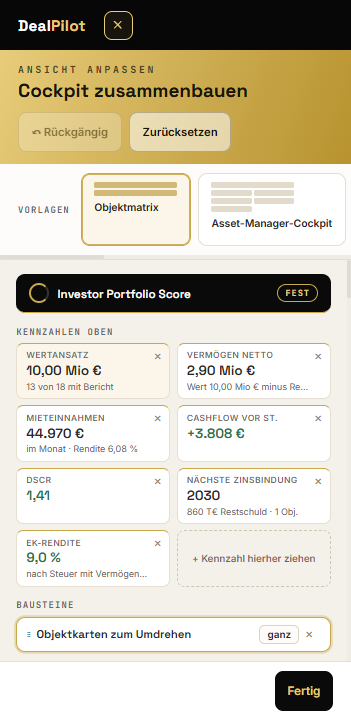 DealPilot ×
ANSICHT ANPASSEN
Cockpit zusammenbauen
↶ Rückgängig Zurücksetzen
VORLAGEN Objektmatrix Asset-Manager-Cockpit
Investor Portfolio Score FEST
KENNZAHLEN OBEN
WERTANSATZ ×
10,00 Mio €
13 von 18 mit Bericht
VERMÖGEN NETTO ×
2,90 Mio €
Wert 10,00 Mio € minus Re...
MIETEINNAHMEN ×
44.970 €
im Monat · Rendite 6,08 %
CASHFLOW VOR ST. ×
+3.808 €
DSCR ×
1,41
NÄCHSTE ZINSBINDUNG ×
2030
860 T€ Restschuld · 1 Obj.
EK-RENDITE ×
9,0 %
nach Steuer mit Vermögen...
+ Kennzahl hierher ziehen
BAUSTEINE
Objektkarten zum Umdrehen ganz ×
Fertig